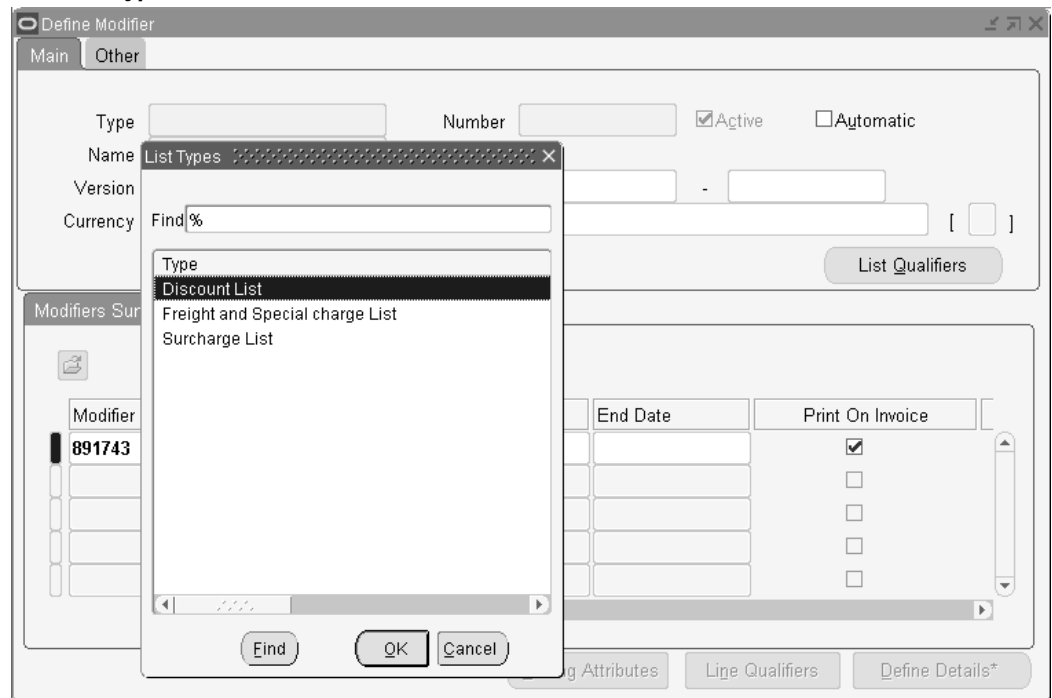 Define Modifier
Main Other
Type Number Active Automatic
Name
Version -
Currency [ ]
List Qualifiers
List Types
Find %
Type
Discount List
Freight and Special charge List
Surcharge List
Find OK Cancel
Modifiers Sur
Modifier End Date Print On Invoice
891743
Attributes Line Qualifiers Define Details*